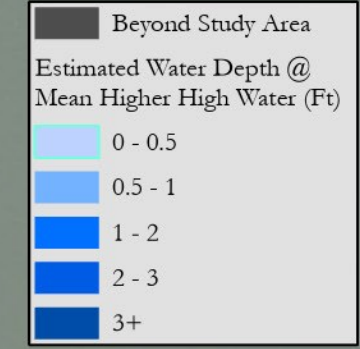 Beyond Study Area
Estimated Water Depth @
Mean Higher High Water (Ft)
0 - 0.5
0.5 - 1
1 - 2
2 - 3
3+